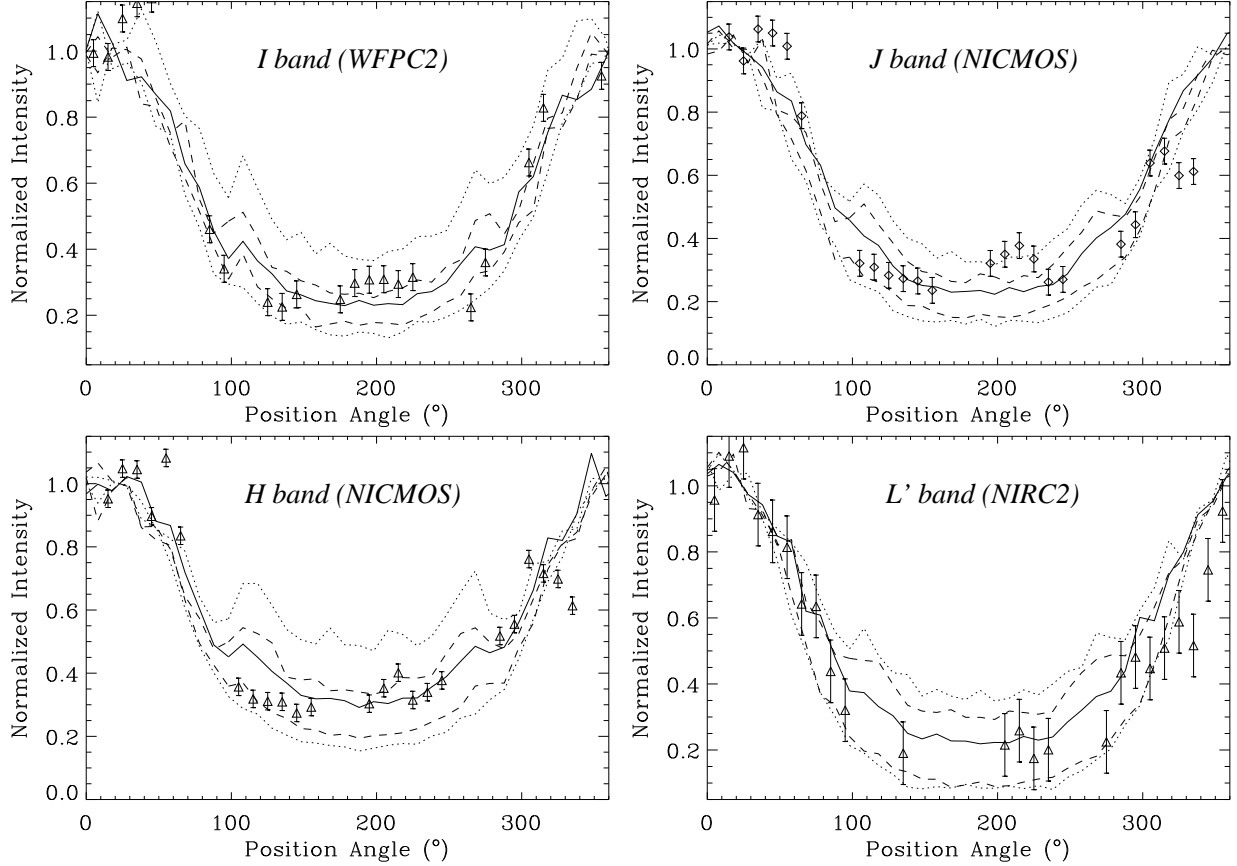 I band (WFPC2)
Normalized Intensity
1.0
0.8
0.6
0.4
0.2
0 100 200 300
Position Angle (°)
J band (NICMOS)
Normalized Intensity
1.0
0.8
0.6
0.4
0.2
0.0
0 100 200 300
Position Angle (°)
H band (NICMOS)
Normalized Intensity
1.0
0.8
0.6
0.4
0.2
0.0
0 100 200 300
Position Angle (°)
L' band (NIRC2)
Normalized Intensity
1.0
0.8
0.6
0.4
0.2
0 100 200 300
Position Angle (°)